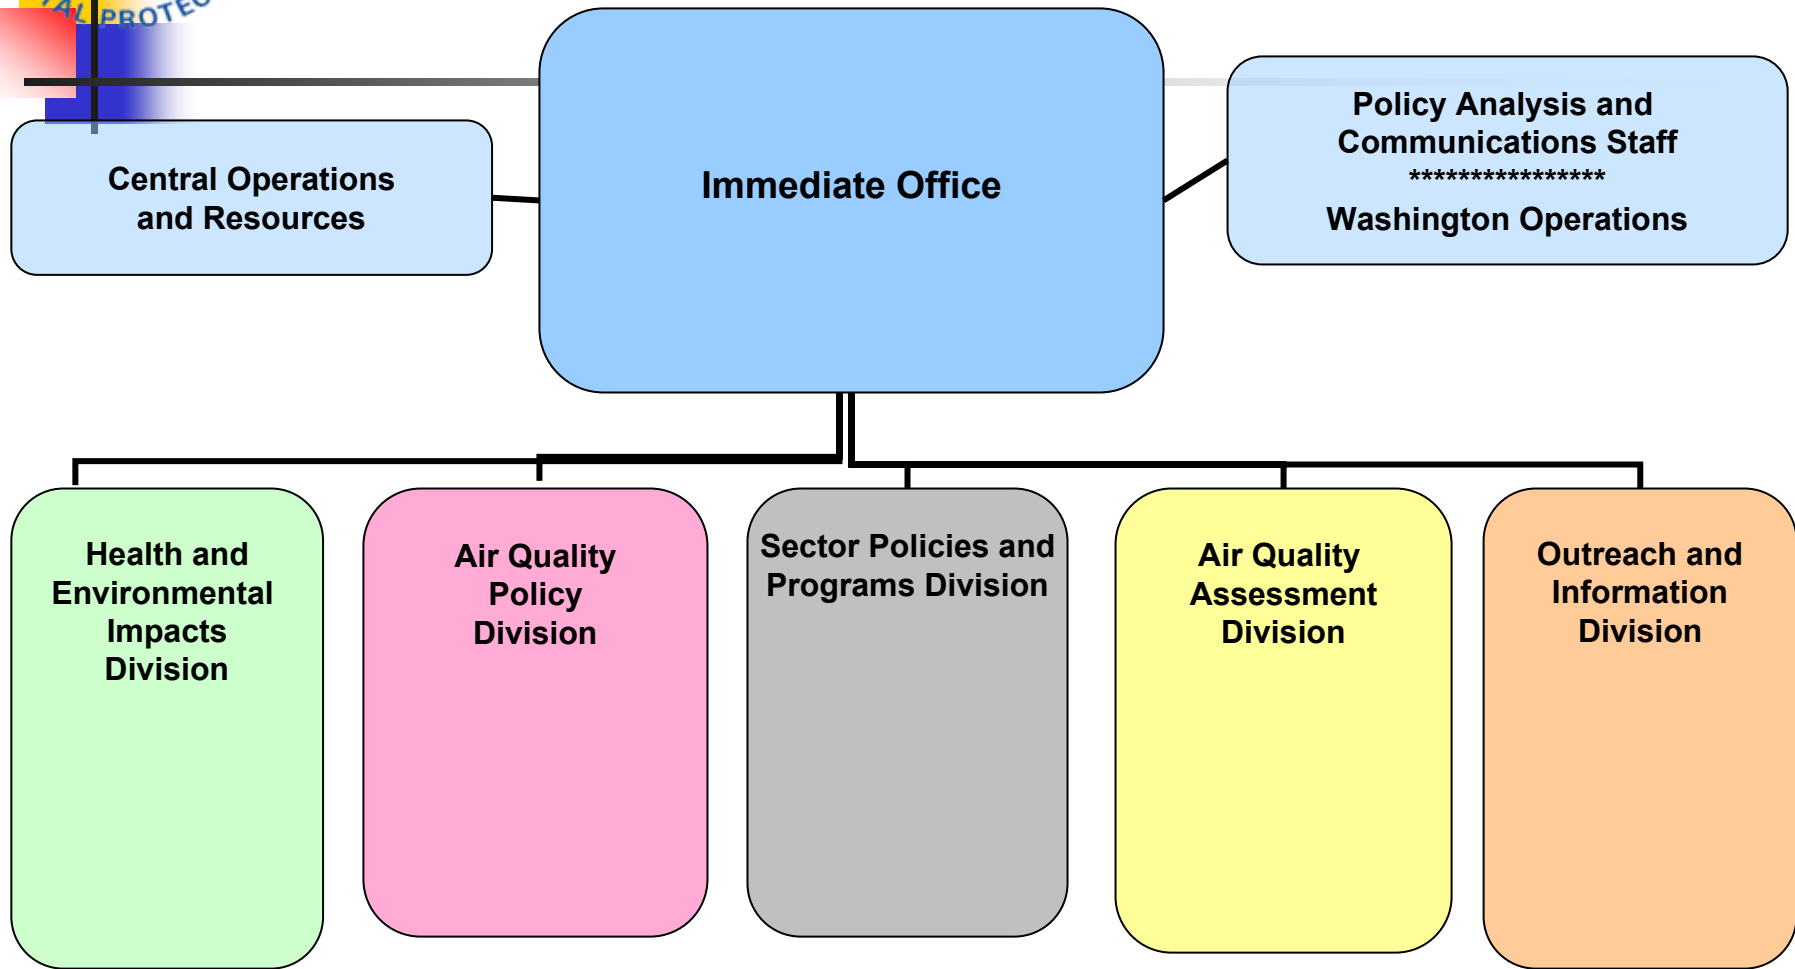 Immediate Office
Central Operations
and Resources
Policy Analysis and
Communications Staff
****************
Washington Operations
Health and
Environmental
Impacts
Division
Air Quality
Policy
Division
Sector Policies and
Programs Division
Air Quality
Assessment
Division
Outreach and
Information
Division